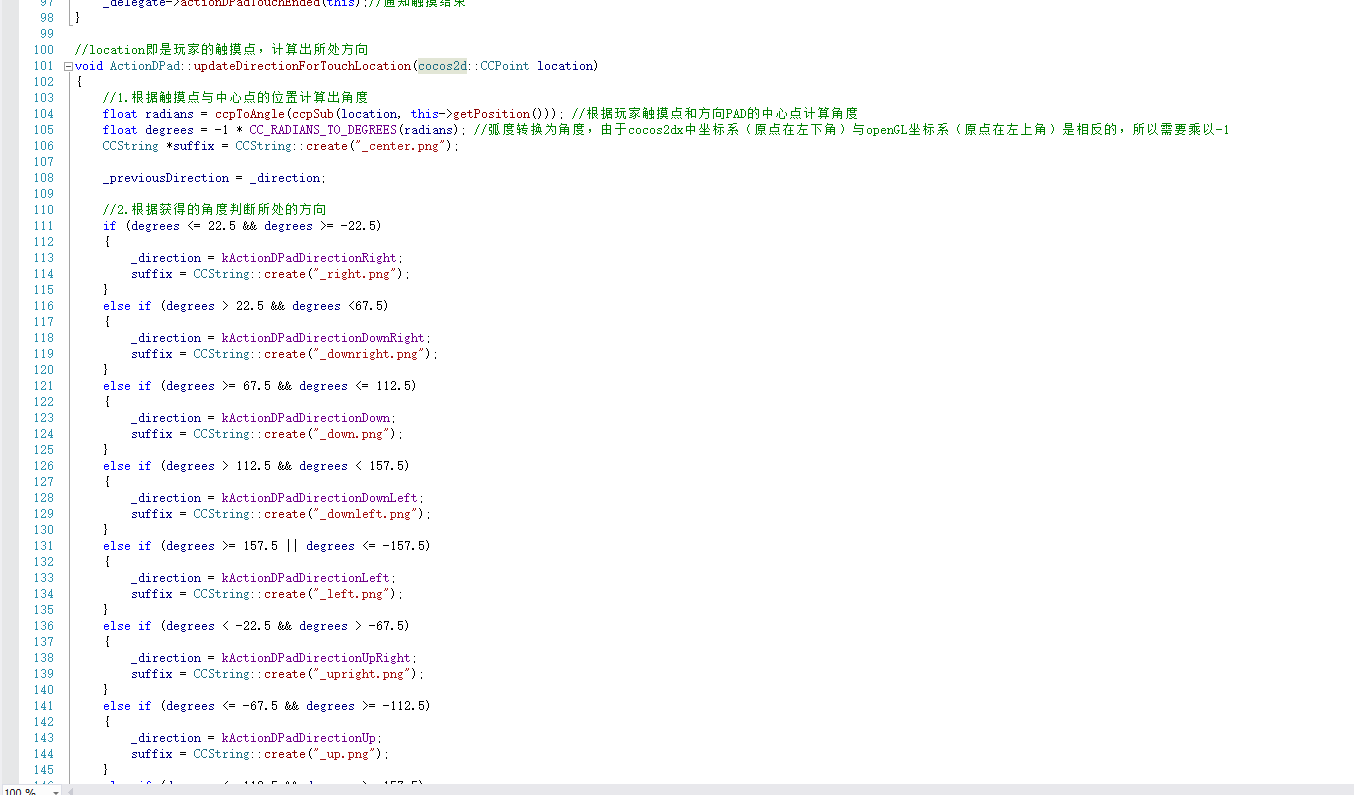 97 _delegate->actionDPadTouchEnded(this);//通知触摸结束
98 }
99
100 //location即是玩家的触摸点，计算出所处方向
101 void ActionDPad::updateDirectionForTouchLocation(cocos2d::CCPoint location)
102 {
103 //1.根据触摸点与中心点的位置计算出角度
104 float radians = ccpToAngle(ccpSub(location, this->getPosition())); //根据玩家触摸点和方向PAD的中心点计算角度
105 float degrees = -1 * CC_RADIANS_TO_DEGREES(radians); //弧度转换为角度，由于cocos2dx中坐标系（原点在左下角）与openGL坐标系（原点在左上角）是相反的，所以需要乘以-1
106 CCString *suffix = CCString::create("_center.png");
107
108 _previousDirection = _direction;
109
110 //2.根据获得的角度判断所处的方向
111 if (degrees <= 22.5 && degrees >= -22.5)
112 {
113 _direction = kActionDPadDirectionRight;
114 suffix = CCString::create("_right.png");
115 }
116 else if (degrees > 22.5 && degrees <67.5)
117 {
118 _direction = kActionDPadDirectionDownRight;
119 suffix = CCString::create("_downright.png");
120 }
121 else if (degrees >= 67.5 && degrees <= 112.5)
122 {
123 _direction = kActionDPadDirectionDown;
124 suffix = CCString::create("_down.png");
125 }
126 else if (degrees > 112.5 && degrees < 157.5)
127 {
128 _direction = kActionDPadDirectionDownLeft;
129 suffix = CCString::create("_downleft.png");
130 }
131 else if (degrees >= 157.5 || degrees <= -157.5)
132 {
133 _direction = kActionDPadDirectionLeft;
134 suffix = CCString::create("_left.png");
135 }
136 else if (degrees < -22.5 && degrees > -67.5)
137 {
138 _direction = kActionDPadDirectionUpRight;
139 suffix = CCString::create("_upright.png");
140 }
141 else if (degrees <= -67.5 && degrees >= -112.5)
142 {
143 _direction = kActionDPadDirectionUp;
144 suffix = CCString::create("_up.png");
145 }
100 %